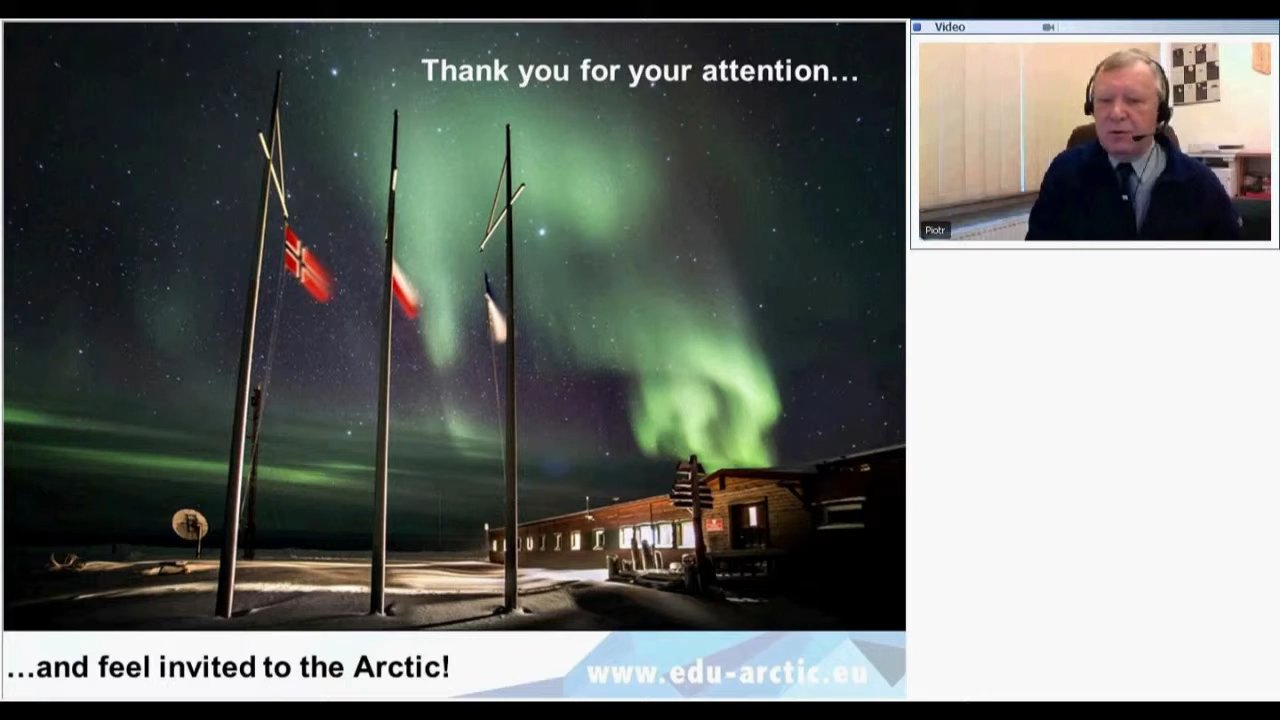 Thank you for your attention…
…and feel invited to the Arctic!
www.edu-arctic.eu
Video
Piotr